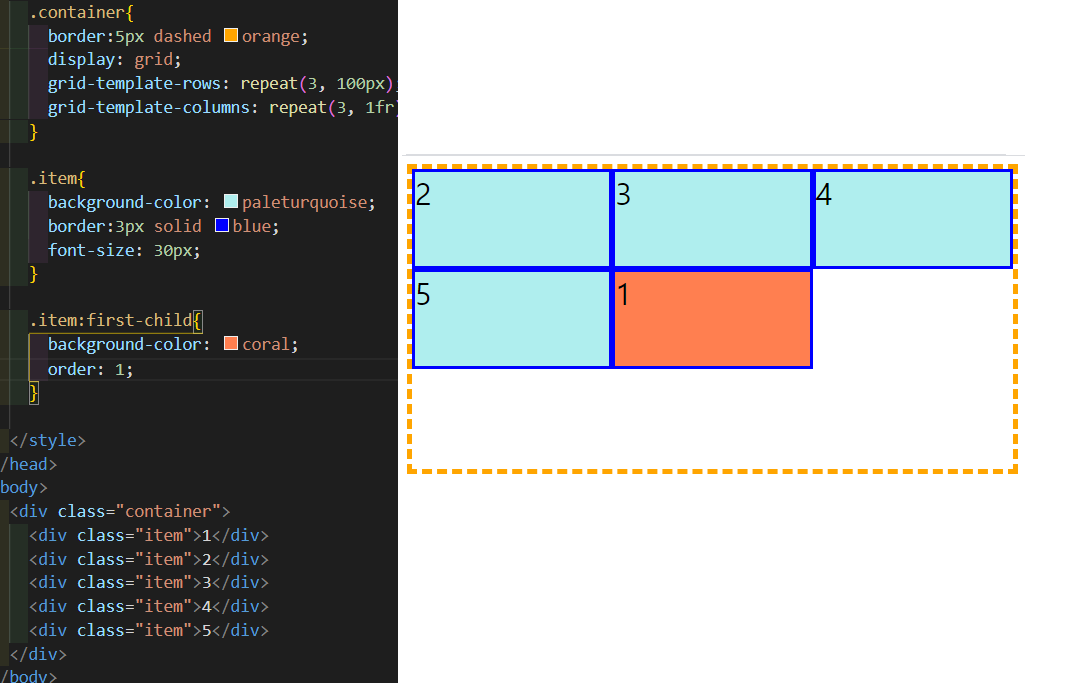 .container{
border:5px dashed orange;
display: grid;
grid-template-rows: repeat(3, 100px);
grid-template-columns: repeat(3, 1fr)
}
.item{
background-color: paleturquoise;
border:3px solid blue;
font-size: 30px;
}
.item:first-child{
background-color: coral;
order: 1;
}
</style>
/head>
body>
<div class="container">
<div class="item">1</div>
<div class="item">2</div>
<div class="item">3</div>
<div class="item">4</div>
<div class="item">5</div>
</div>
/body>
2 3 4
5 1